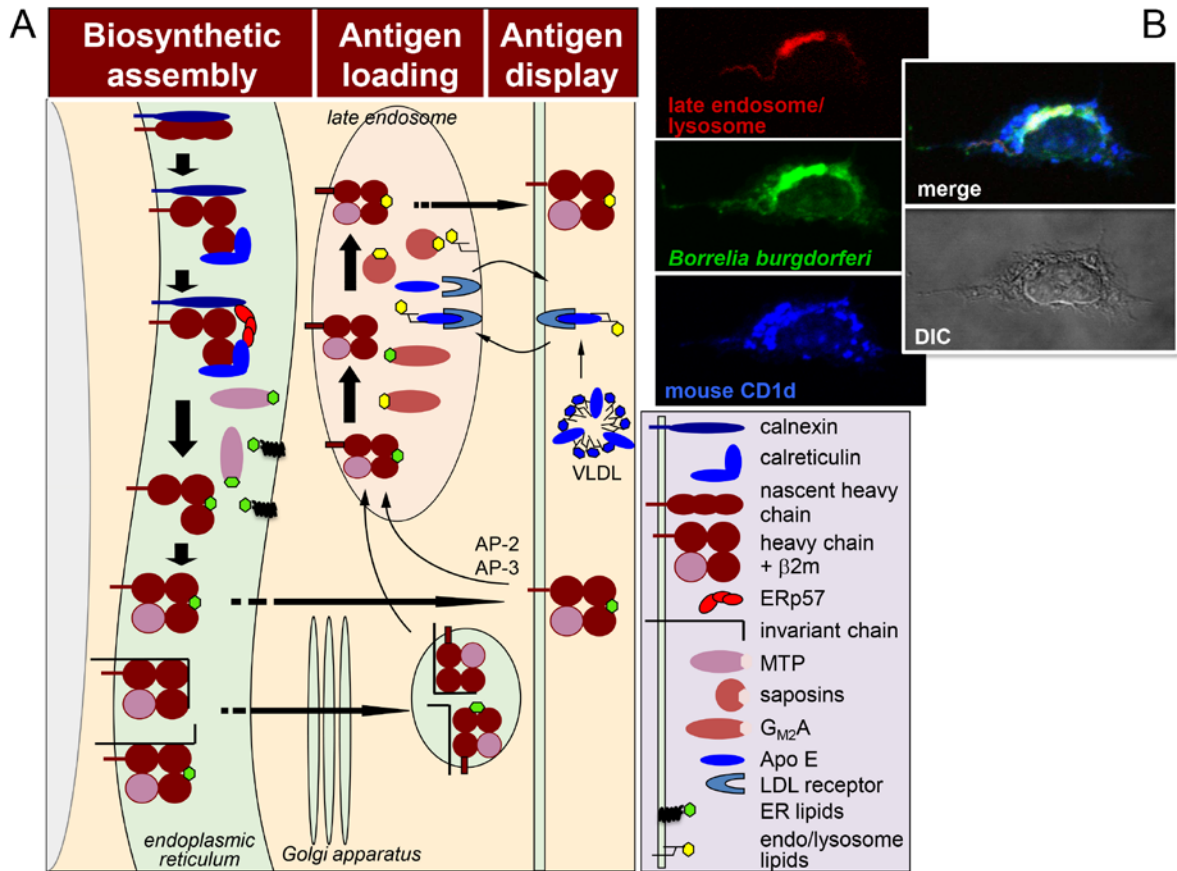 A
Biosynthetic
assembly
Antigen
loading
Antigen
display
late endosome
VLDL
AP-2
AP-3
endoplasmic
reticulum
Golgi apparatus
B
late endosome/
lysosome
Borrelia burgdorferi
mouse CD1d
merge
DIC
calnexin
calreticulin
nascent heavy
chain
heavy chain
+ β2m
ERp57
invariant chain
MTP
saposins
GM2A
Apo E
LDL receptor
ER lipids
endo/lysosome
lipids